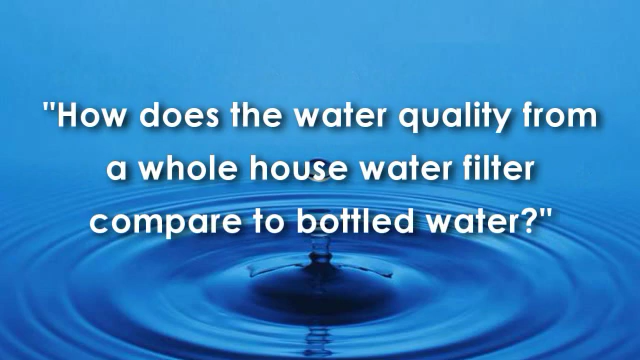 "How does the water quality from
a whole house water filter
compare to bottled water?"